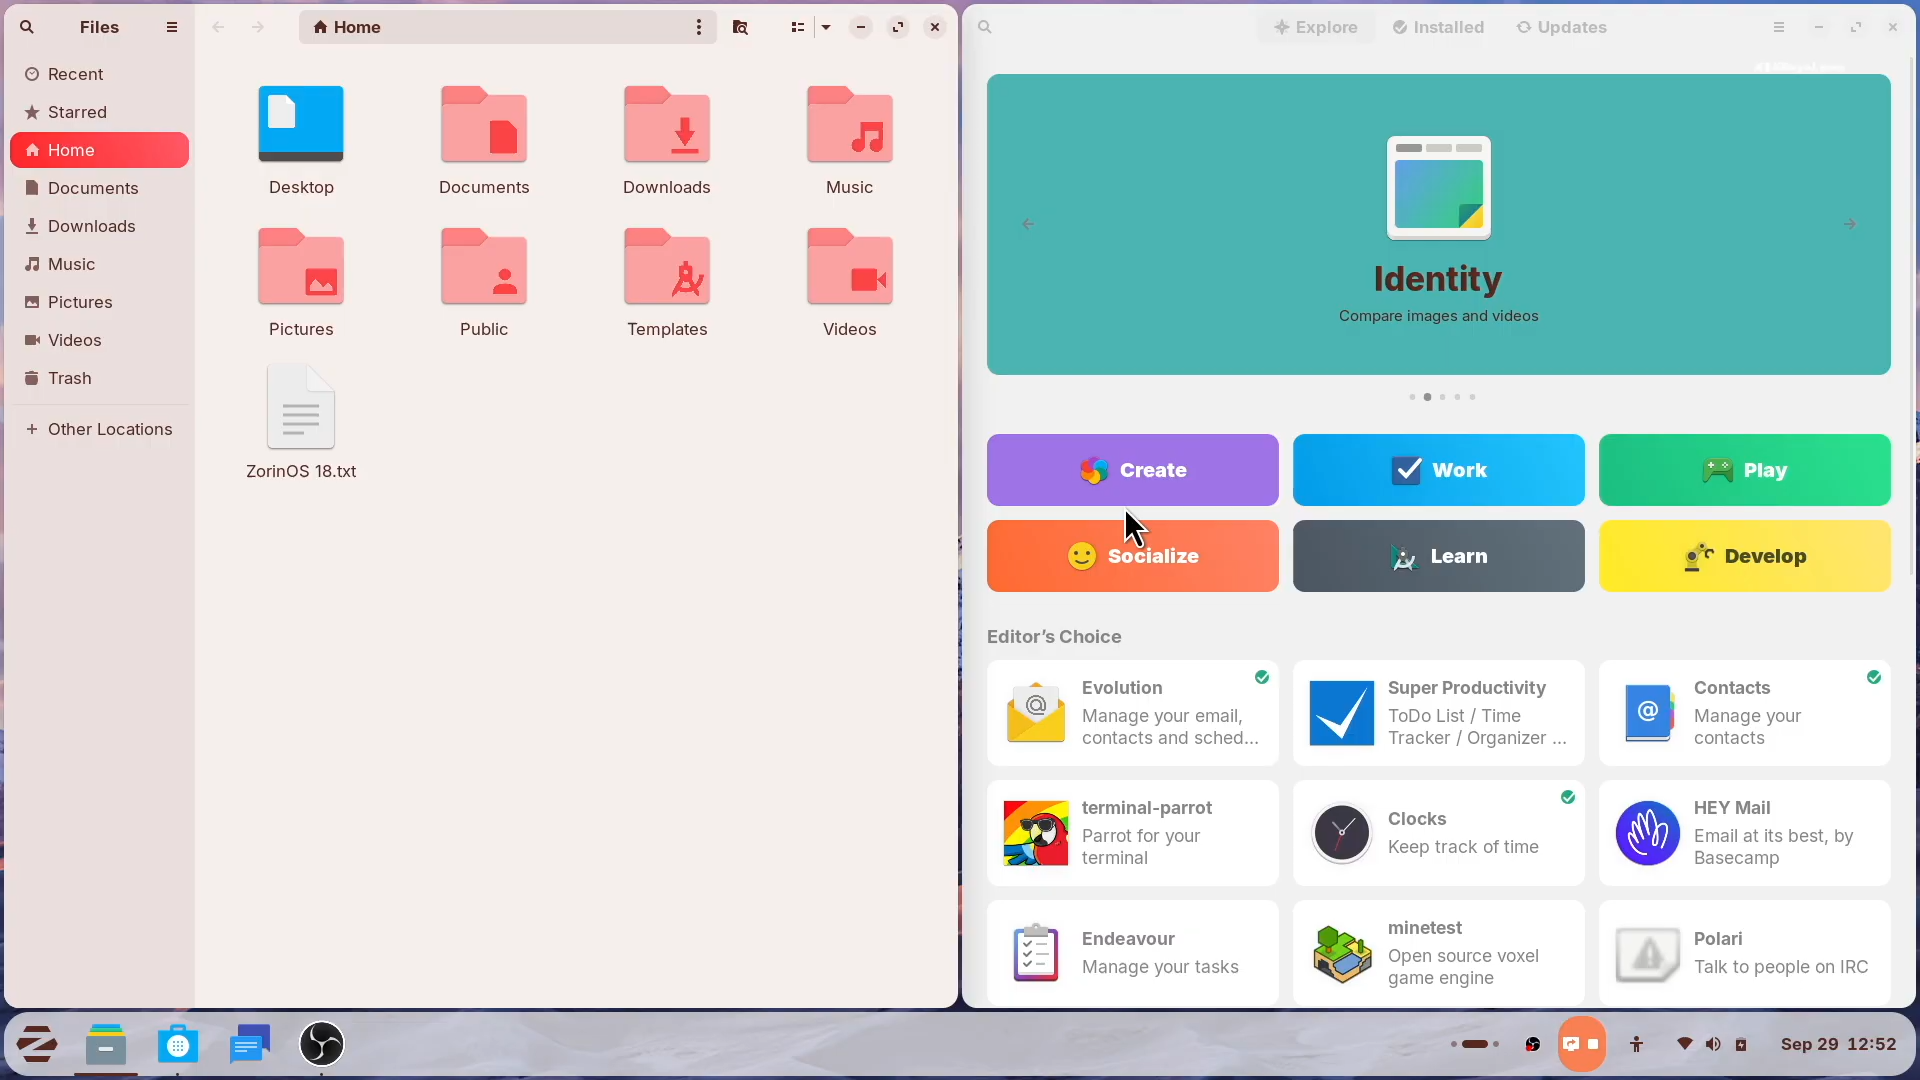 Files
Home
Recent
Starred
Home
Documents
Downloads
Music
Pictures
Videos
Trash
Other Locations
Desktop
Documents
Downloads
Music
Pictures
Public
Templates
Videos
ZorinOS 18.txt
Explore
Installed
Updates
Identity
Compare images and videos
Create
Work
Play
Socialize
Learn
Develop
Editor’s Choice
Evolution
Manage your email,
contacts and sched...
Super Productivity
ToDo List / Time
Tracker / Organizer ...
Contacts
Manage your
contacts
terminal-parrot
Parrot for your
terminal
Clocks
Keep track of time
HEY Mail
Email at its best, by
Basecamp
Endeavour
Manage your tasks
minetest
Open source voxel
game engine
Polari
Talk to people on IRC
Sep 29 12:52